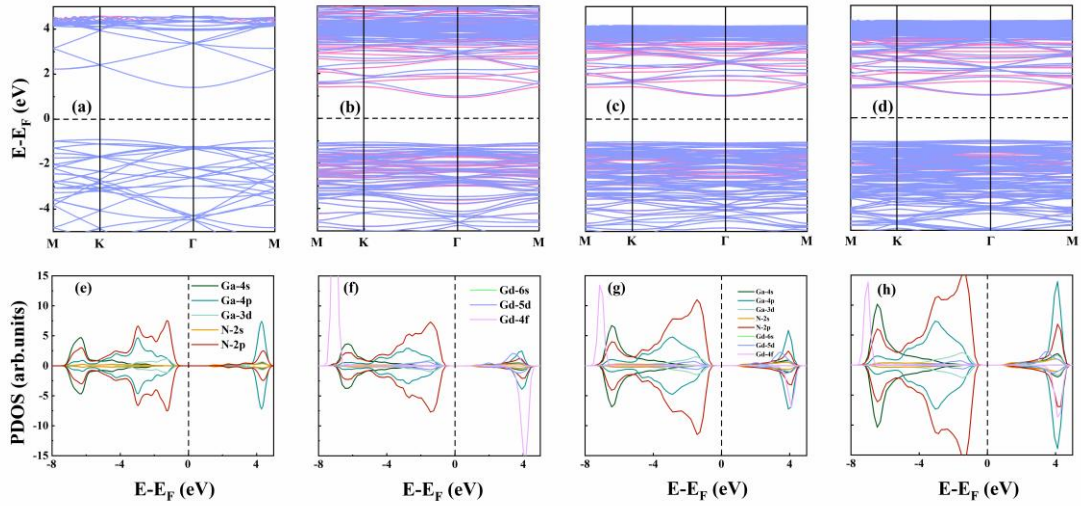 E-E_F (eV)
4
2
0
-2
-4
(a)
(b)
(c)
(d)
M K Γ M
M K Γ M
M K Γ M
M K Γ M
PDOS (arb.units)
15
10
5
0
-5
-10
-15
(e)
Ga-4s
Ga-4p
Ga-3d
N-2s
N-2p
(f)
Gd-6s
Gd-5d
Gd-4f
(g)
Ga-4s
Ga-4p
Ga-3d
N-2s
N-2p
Gd-6s
Gd-5d
Gd-4f
(h)
-8 -4 0 4
-8 -4 0 4
-8 -4 0 4
-8 -4 0 4
E-E_F (eV)
E-E_F (eV)
E-E_F (eV)
E-E_F (eV)